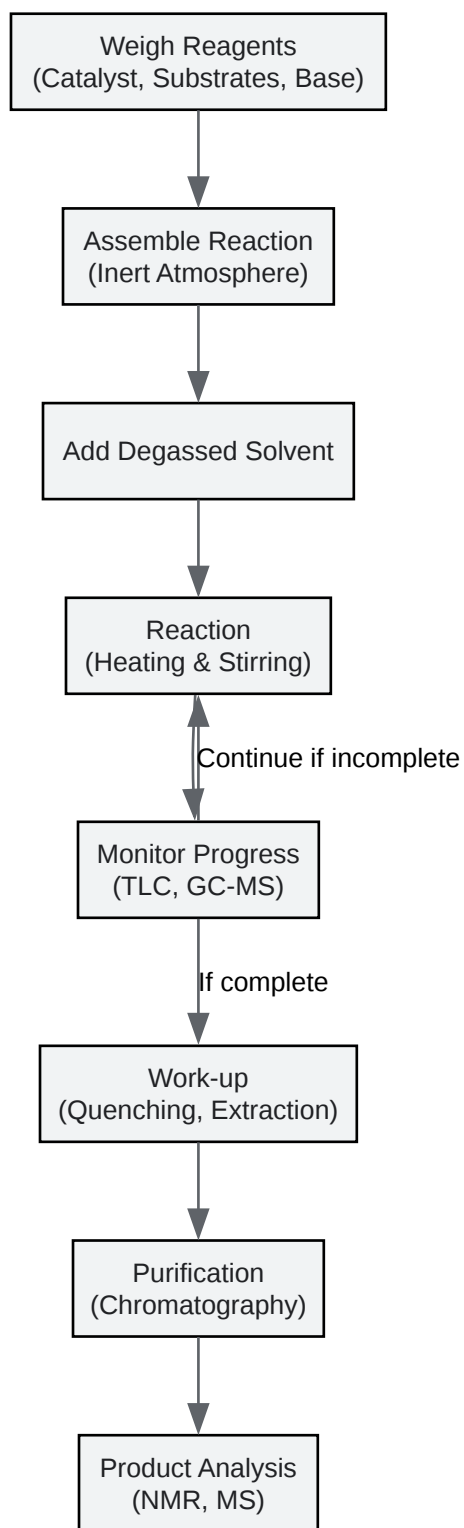 Weigh Reagents
(Catalyst, Substrates, Base)
Assemble Reaction
(Inert Atmosphere)
Add Degassed Solvent
Reaction
(Heating & Stirring)
Continue if incomplete
Monitor Progress
(TLC, GC-MS)
If complete
Work-up
(Quenching, Extraction)
Purification
(Chromatography)
Product Analysis
(NMR, MS)